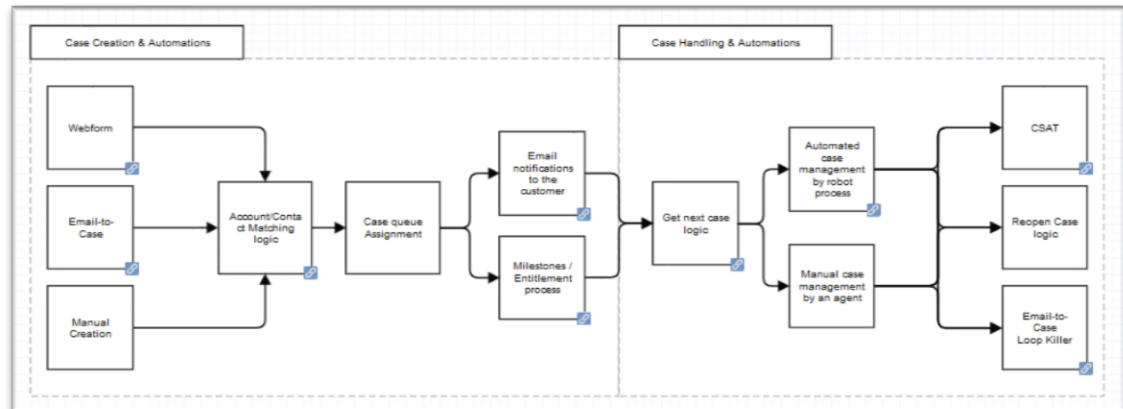 Case Creation & Automations
Case Handling & Automations
Webform
Email-to-
Case
Manual
Creation
Account/Conta
ct Matching
logic
Case queue
Assignment
Email
notifications
to the
customer
Milestones /
Entitlement
process
Get next case
logic
Automated
case
management
by robot
process
Manual case
management
by an agent
CSAT
Reopen Case
logic
Email-to-
Case
Loop Killer